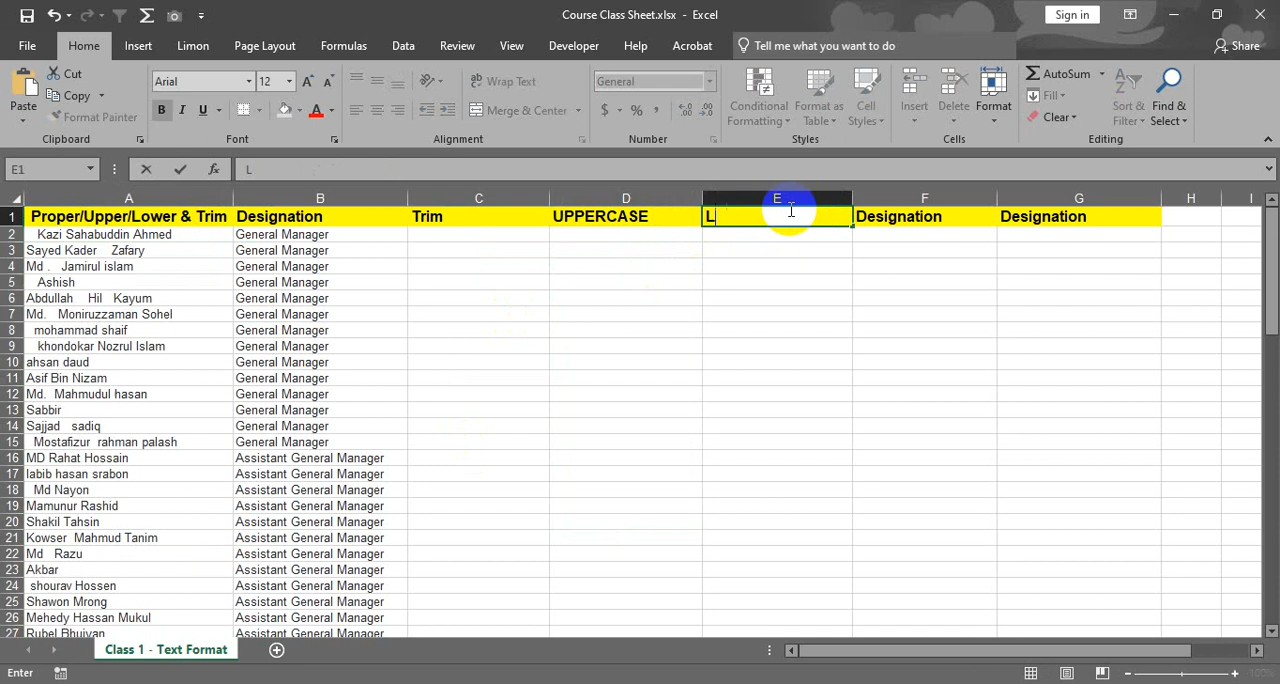 Course Class Sheet.xlsx - Excel
Sign in
File Home Insert Limon Page Layout Formulas Data Review View Developer Help Acrobat Tell me what you want to do Share
Paste Cut Copy Format Painter Clipboard
Arial 12 B I U A Font
Wrap Text Merge & Center Alignment
General $ % , Number
Conditional Formatting Format as Table Cell Styles Styles
Insert Delete Format Cells
AutoSum Fill Clear Sort & Filter Find & Select Editing
E1 fx L
A B C D E F G H I
1 Proper/Upper/Lower & Trim Designation Trim UPPERCASE L Designation Designation
2 Kazi Sahabuddin Ahmed General Manager
3 Sayed Kader Zafary General Manager
4 Md . Jamirul islam General Manager
5 Ashish General Manager
6 Abdullah Hil Kayum General Manager
7 Md. Moniruzzaman Sohel General Manager
8 mohammad shaif General Manager
9 khondokar Nozrul Islam General Manager
10 ahsan daud General Manager
11 Asif Bin Nizam General Manager
12 Md. Mahmudul hasan General Manager
13 Sabbir General Manager
14 Sajjad sadiq General Manager
15 Mostafizur rahman palash General Manager
16 MD Rahat Hossain Assistant General Manager
17 labib hasan srabon Assistant General Manager
18 Md Nayon Assistant General Manager
19 Mamunur Rashid Assistant General Manager
20 Shakil Tahsin Assistant General Manager
21 Kowser Mahmud Tanim Assistant General Manager
22 Md Razu Assistant General Manager
23 Akbar Assistant General Manager
24 shourav Hossen Assistant General Manager
25 Shawon Mrong Assistant General Manager
26 Mehedy Hassan Mukul Assistant General Manager
27 Rubel Bhuiyan Assistant General Manager
Class 1 - Text Format
Enter 100%